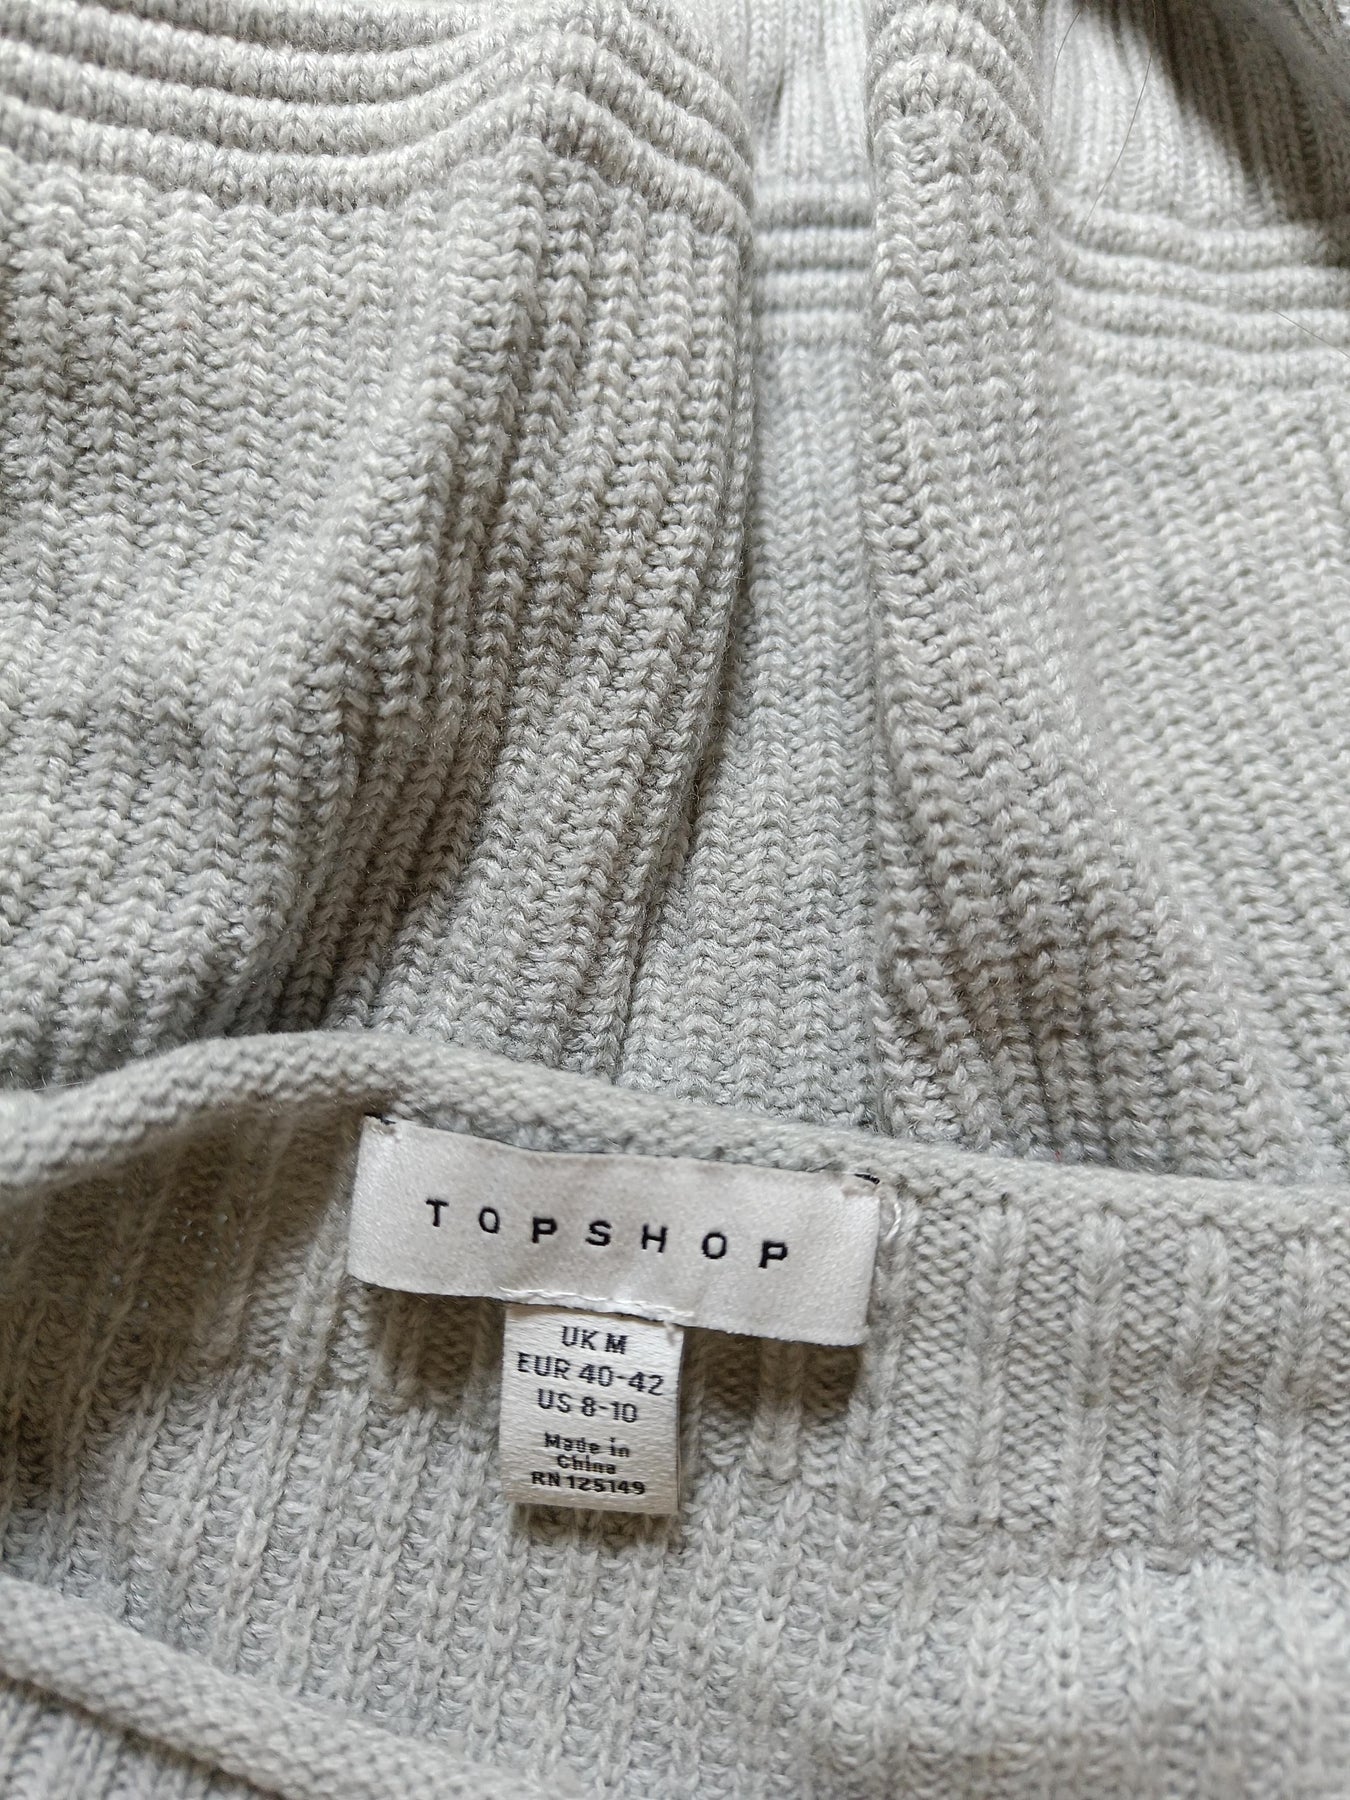 TOPSHOP
UK M
EUR 40-42
US 8-10
Made in
China
RN 125149